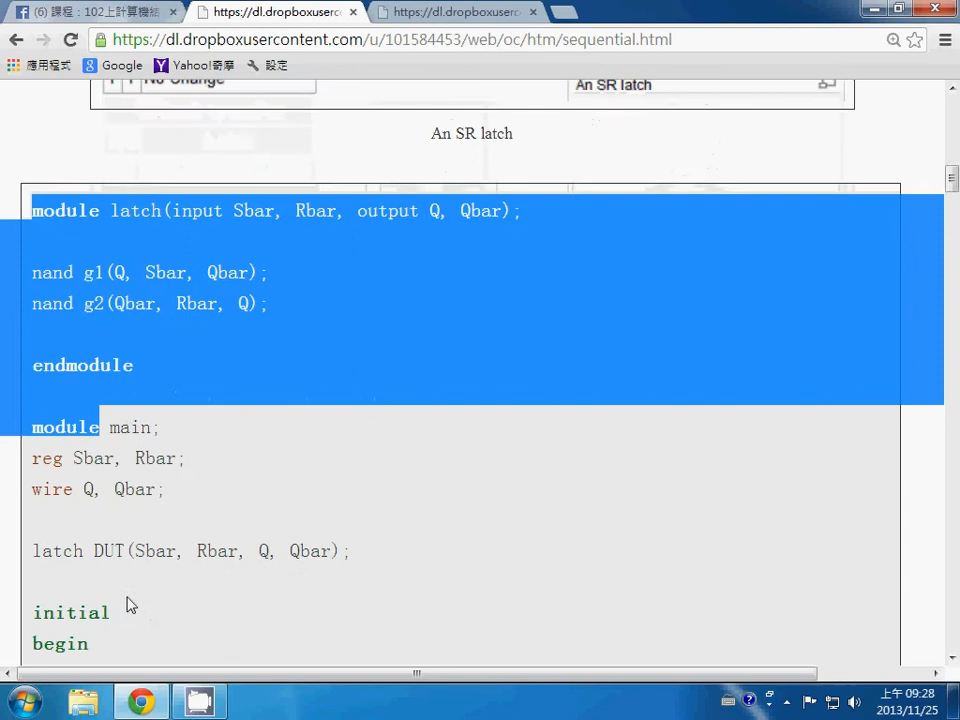 (6) 課程：102上計算機結
https://dl.dropboxuserc
https://dl.dropboxuserc
https://dl.dropboxusercontent.com/u/101584453/web/oc/htm/sequential.html
應用程式 Google Yahoo!奇摩 設定
No Change
An SR latch
An SR latch
module latch(input Sbar, Rbar, output Q, Qbar);
nand g1(Q, Sbar, Qbar);
nand g2(Qbar, Rbar, Q);
endmodule
module main;
reg Sbar, Rbar;
wire Q, Qbar;
latch DUT(Sbar, Rbar, Q, Qbar);
initial
begin
上午 09:28
2013/11/25